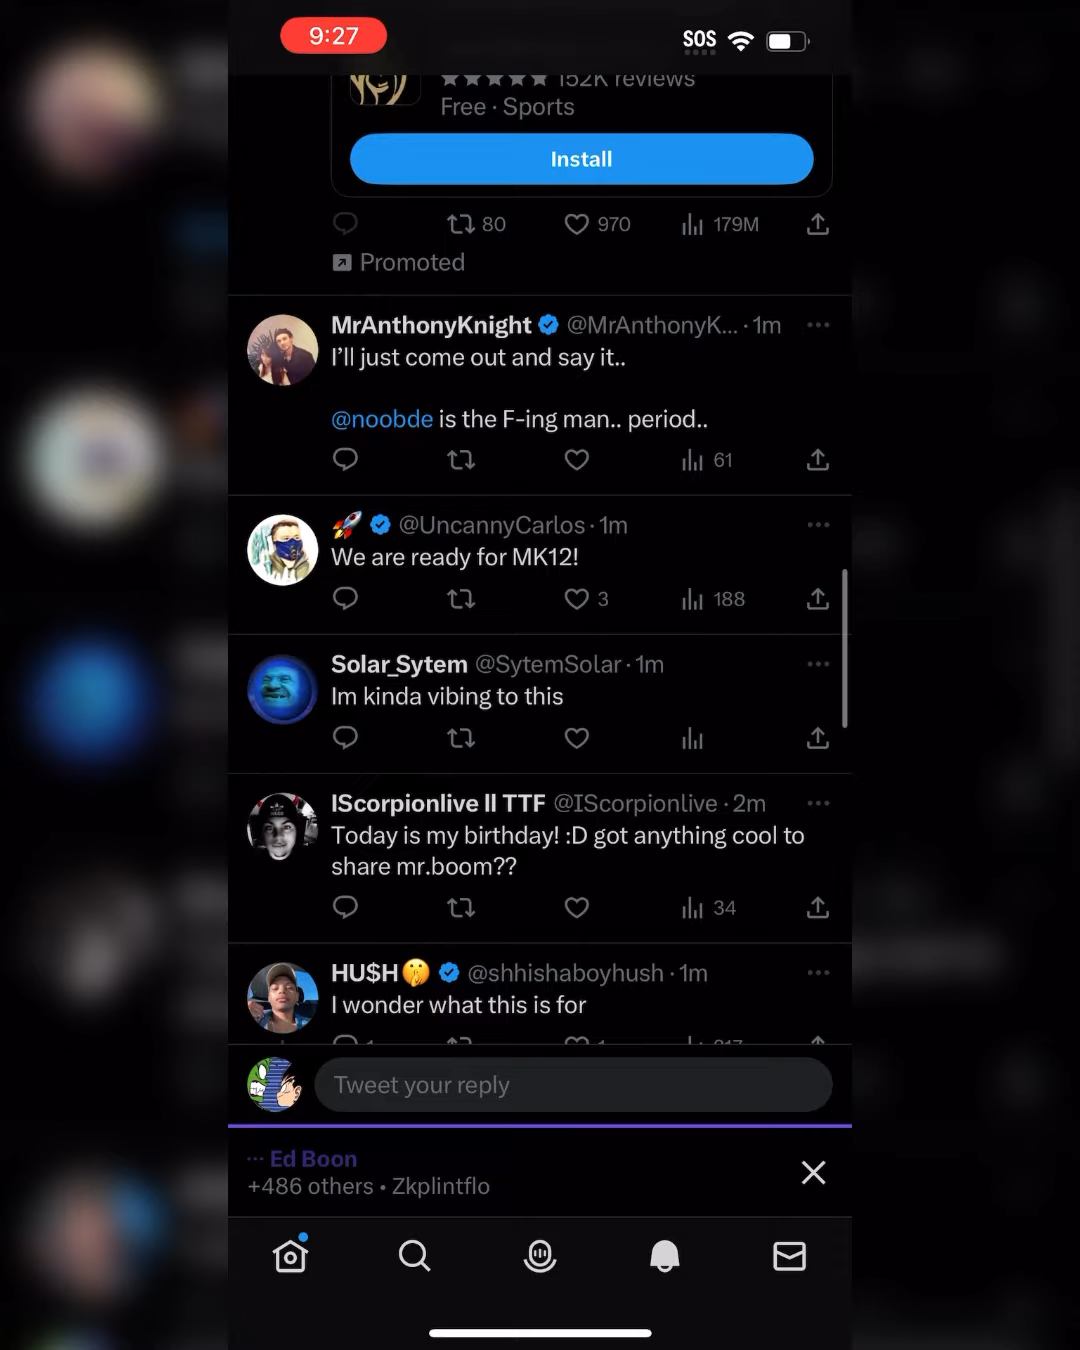 9:27
SOS
152K reviews
Free · Sports
Install
80 970 179M
Promoted
MrAnthonyKnight @MrAnthonyK... · 1m
I'll just come out and say it..
@noobde is the F-ing man.. period..
61
🚀 @UncannyCarlos · 1m
We are ready for MK12!
3 188
Solar_Sytem @SytemSolar · 1m
Im kinda vibing to this
IScorpionlive ll TTF @IScorpionlive · 2m
Today is my birthday! :D got anything cool to
share mr.boom??
34
HU$H🤫 @shhishaboyhush · 1m
I wonder what this is for
Tweet your reply
··· Ed Boon
+486 others • Zkplintflo